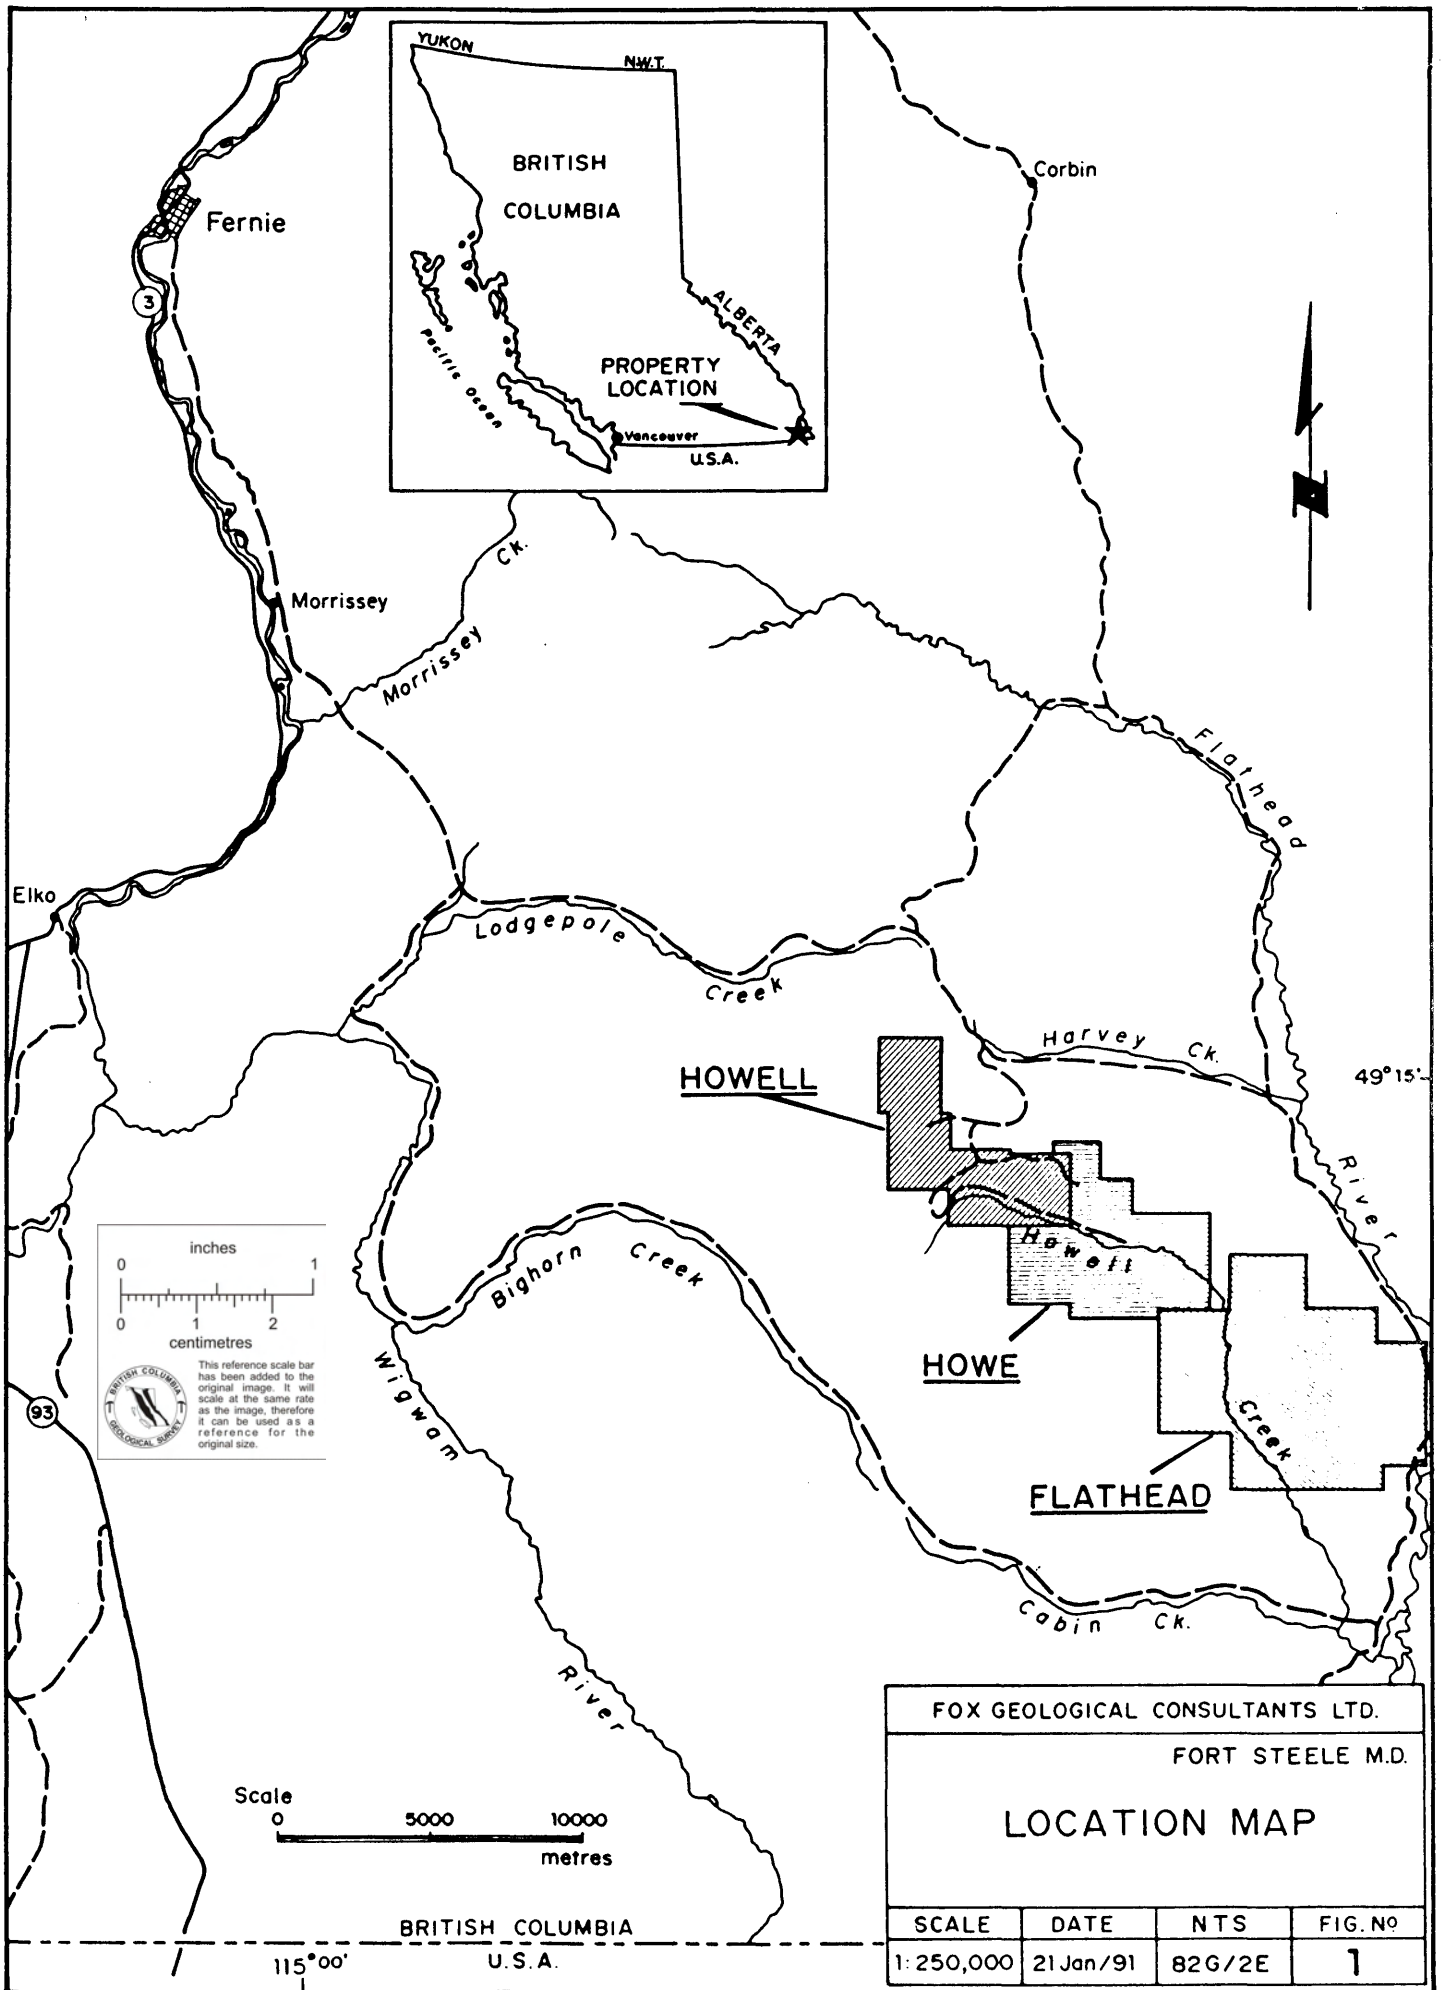 YUKON
N.W.T.
BRITISH
COLUMBIA
ALBERTA
Pacific Ocean
PROPERTY
LOCATION
Vancouver
U.S.A.
Corbin
Fernie
3
Morrissey
Morrissey Ck.
Flathead River
Elko
Lodgepole Creek
Harvey Ck.
49°15'
HOWELL
Howell Creek
HOWE
FLATHEAD
Bighorn Creek
Wigwam River
Cabin Ck.
93
inches
0 1
0 1 2
centimetres
BRITISH COLUMBIA
GEOLOGICAL SURVEY
This reference scale bar
has been added to the
original image. It will
scale at the same rate
as the image, therefore
it can be used as a
reference for the
original size.
Scale
0 5000 10000
metres
BRITISH COLUMBIA
U.S.A.
115°00'
FOX GEOLOGICAL CONSULTANTS LTD.
FORT STEELE M.D.
LOCATION MAP
SCALE DATE NTS FIG. Nº
1:250,000 21 Jan/91 82G/2E 1